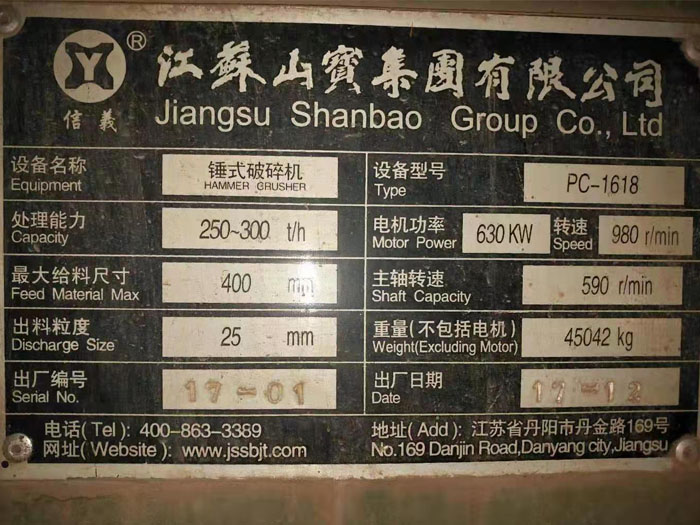 Y ® 江蘇山寶集團有限公司
信義 Jiangsu Shanbao Group Co., Ltd
设备名称 锤式破碎机 设备型号 PC-1618
Equipment HAMMER CRUSHER Type
处理能力 250~300 t/h 电机功率 630KW 转速 980 r/min
Capacity Motor Power Speed
最大给料尺寸 400 mm 主轴转速 590 r/min
Feed Material Max Shaft Capacity
出料粒度 25 mm 重量(不包括电机) 45042 kg
Discharge Size Weight(Excluding Motor)
出厂编号 17-01 出厂日期 17-12
Serial No. Date
电话(Tel): 400-863-3389 地址(Add): 江苏省丹阳市丹金路169号
网址(Website): www.jssbjt.com No.169 Danjin Road,Danyang city,Jiangsu